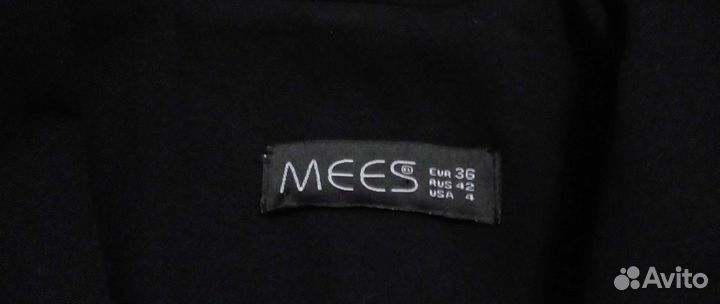 MEES®
EUR 36
RUS 42
USA 4
Avito